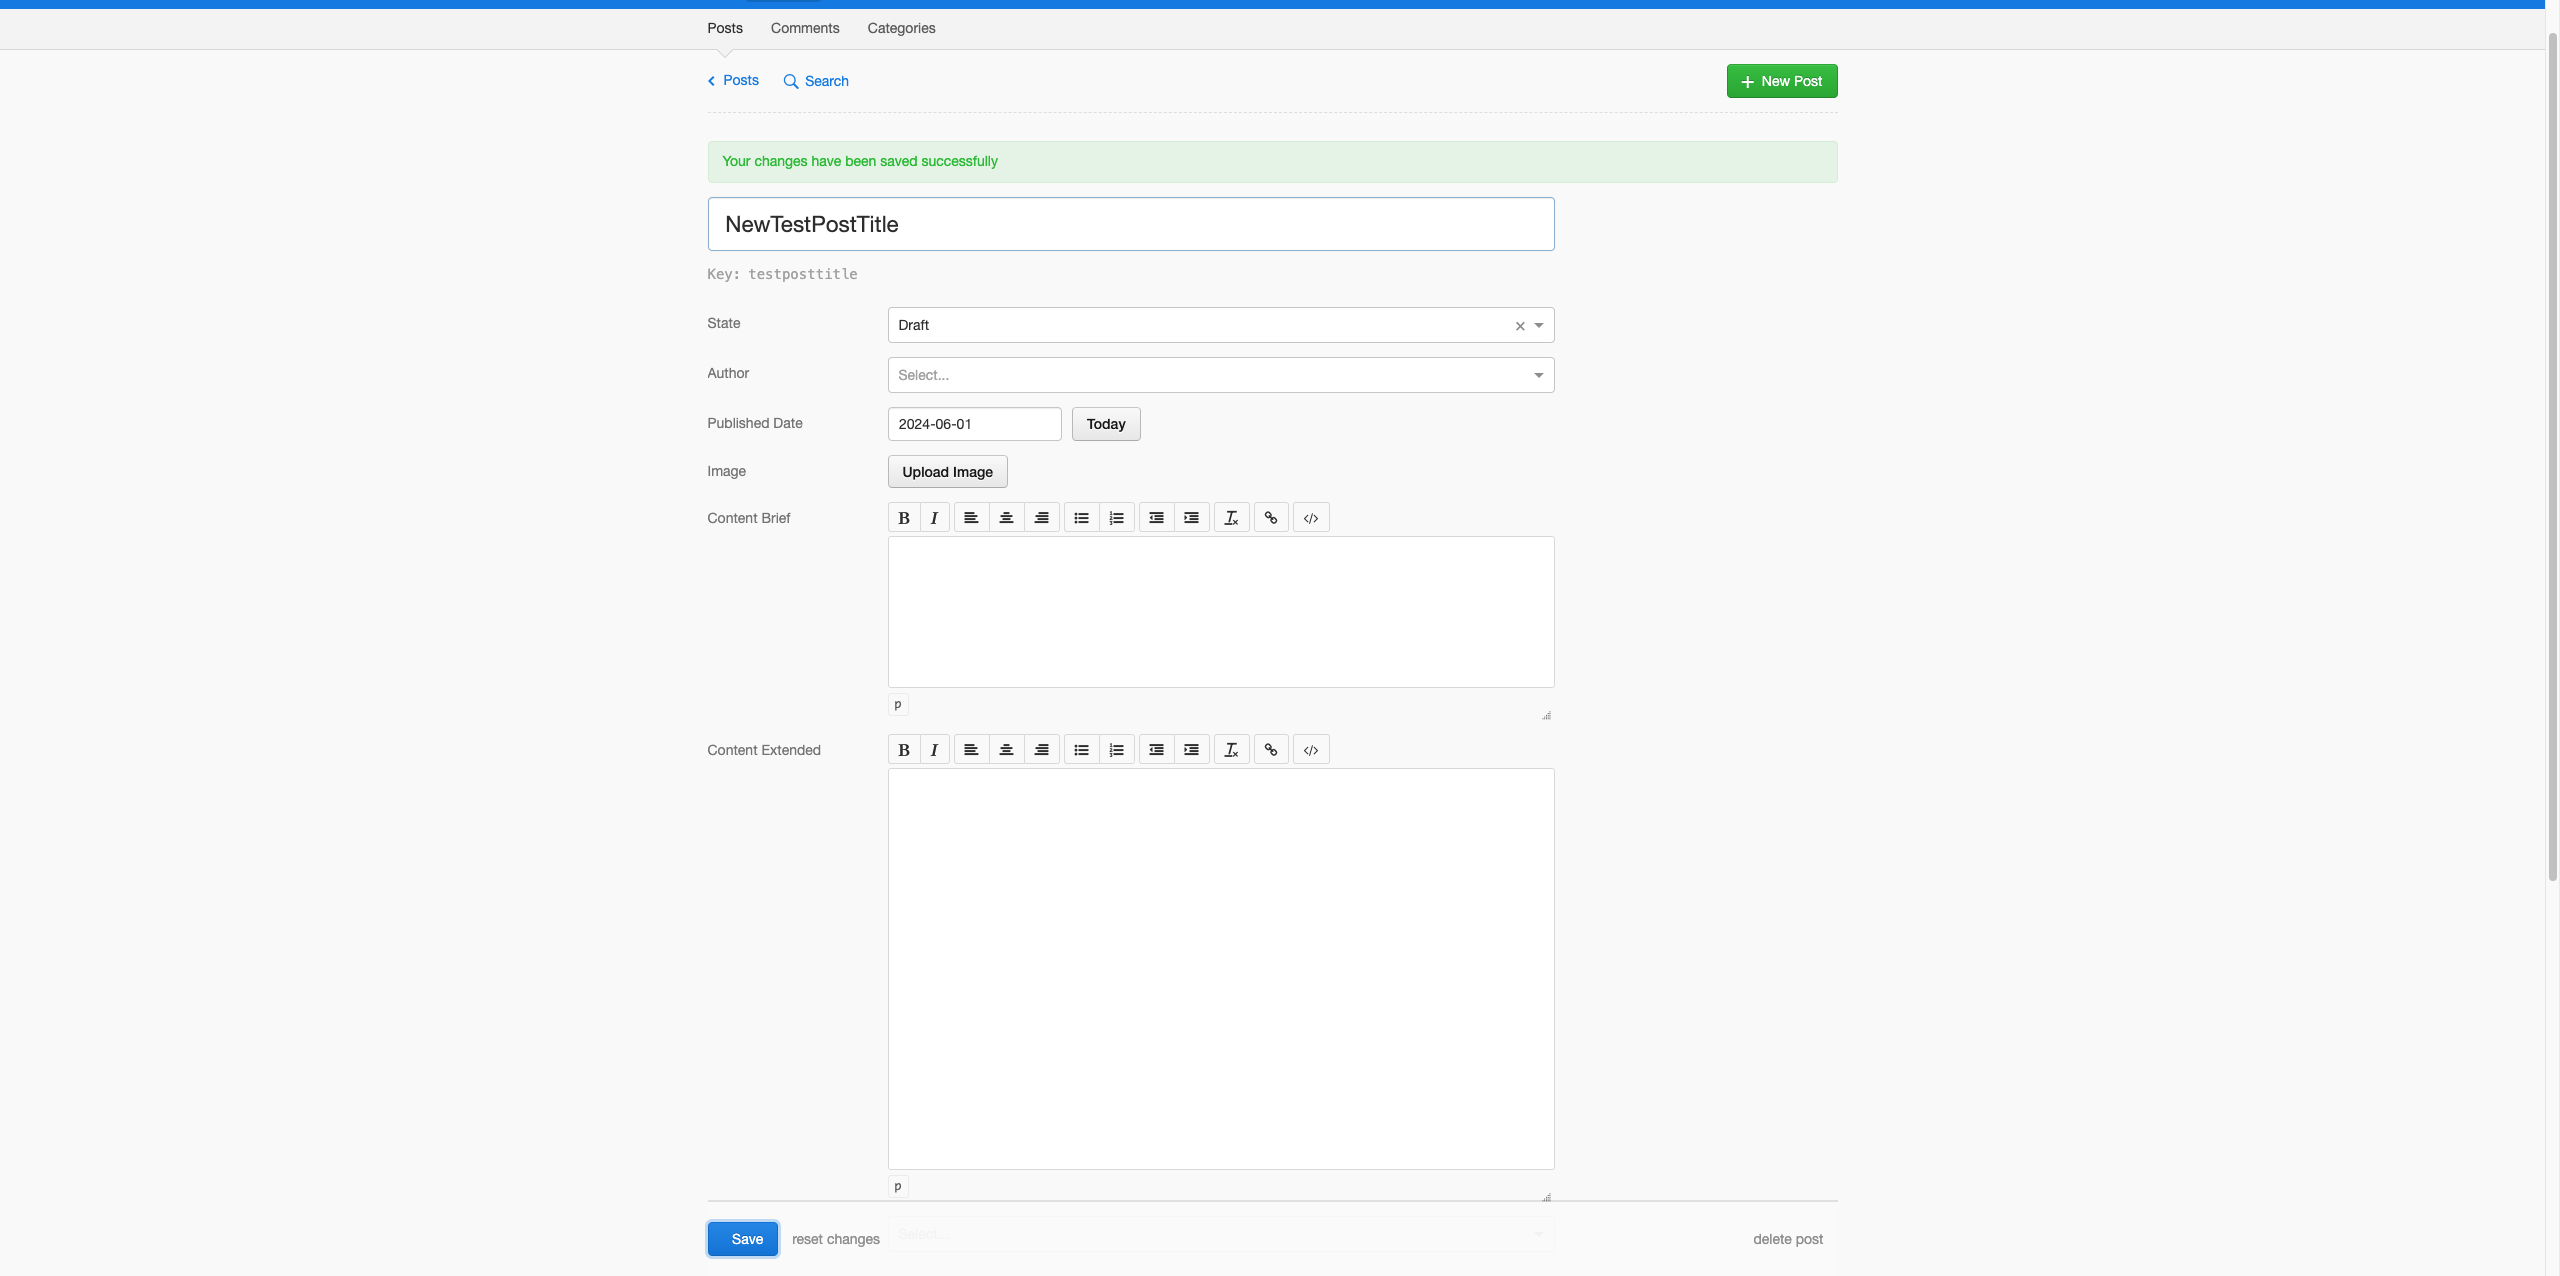 Posts Comments Categories
Posts Search New Post
Your changes have been saved successfully
NewTestPostTitle
Key: testposttitle
State Draft
Author Select...
Published Date 2024-06-01 Today
Image Upload Image
Content Brief
p
Content Extended
p
Select...
Save reset changes delete post